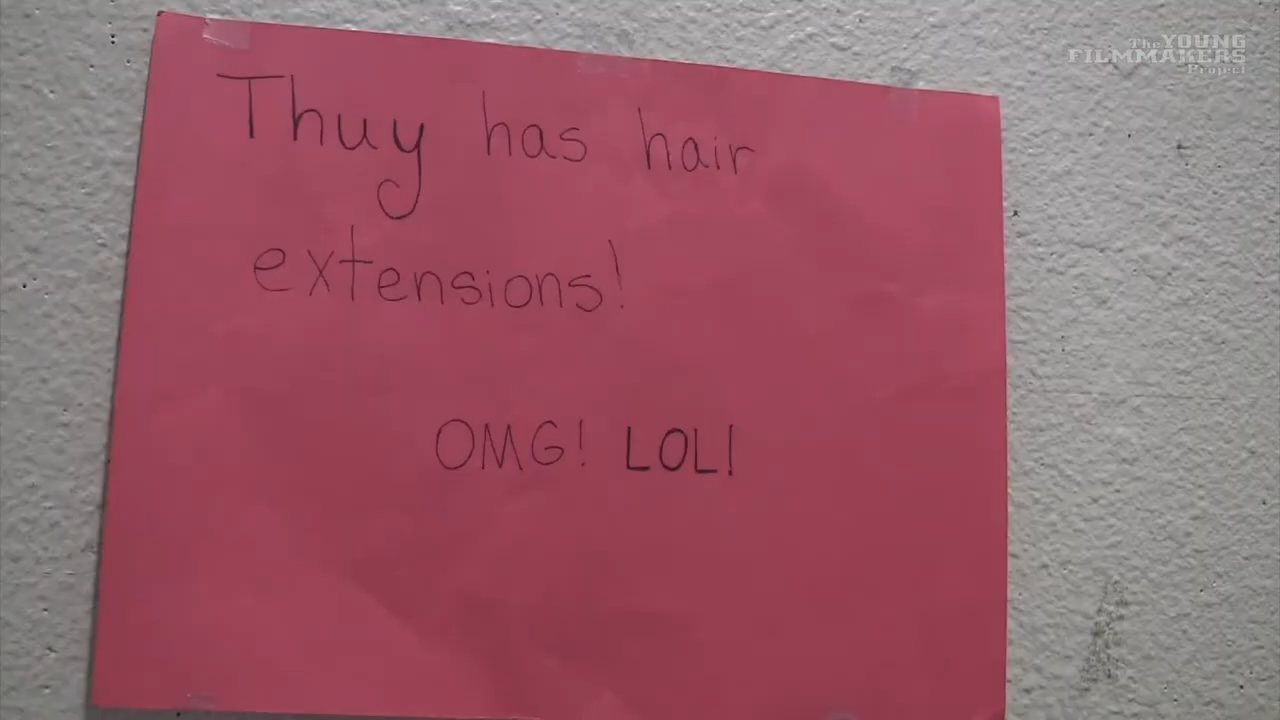 The YOUNG
FILMMAKERS
Project
Thuy has hair
extensions!
OMG! LOL!